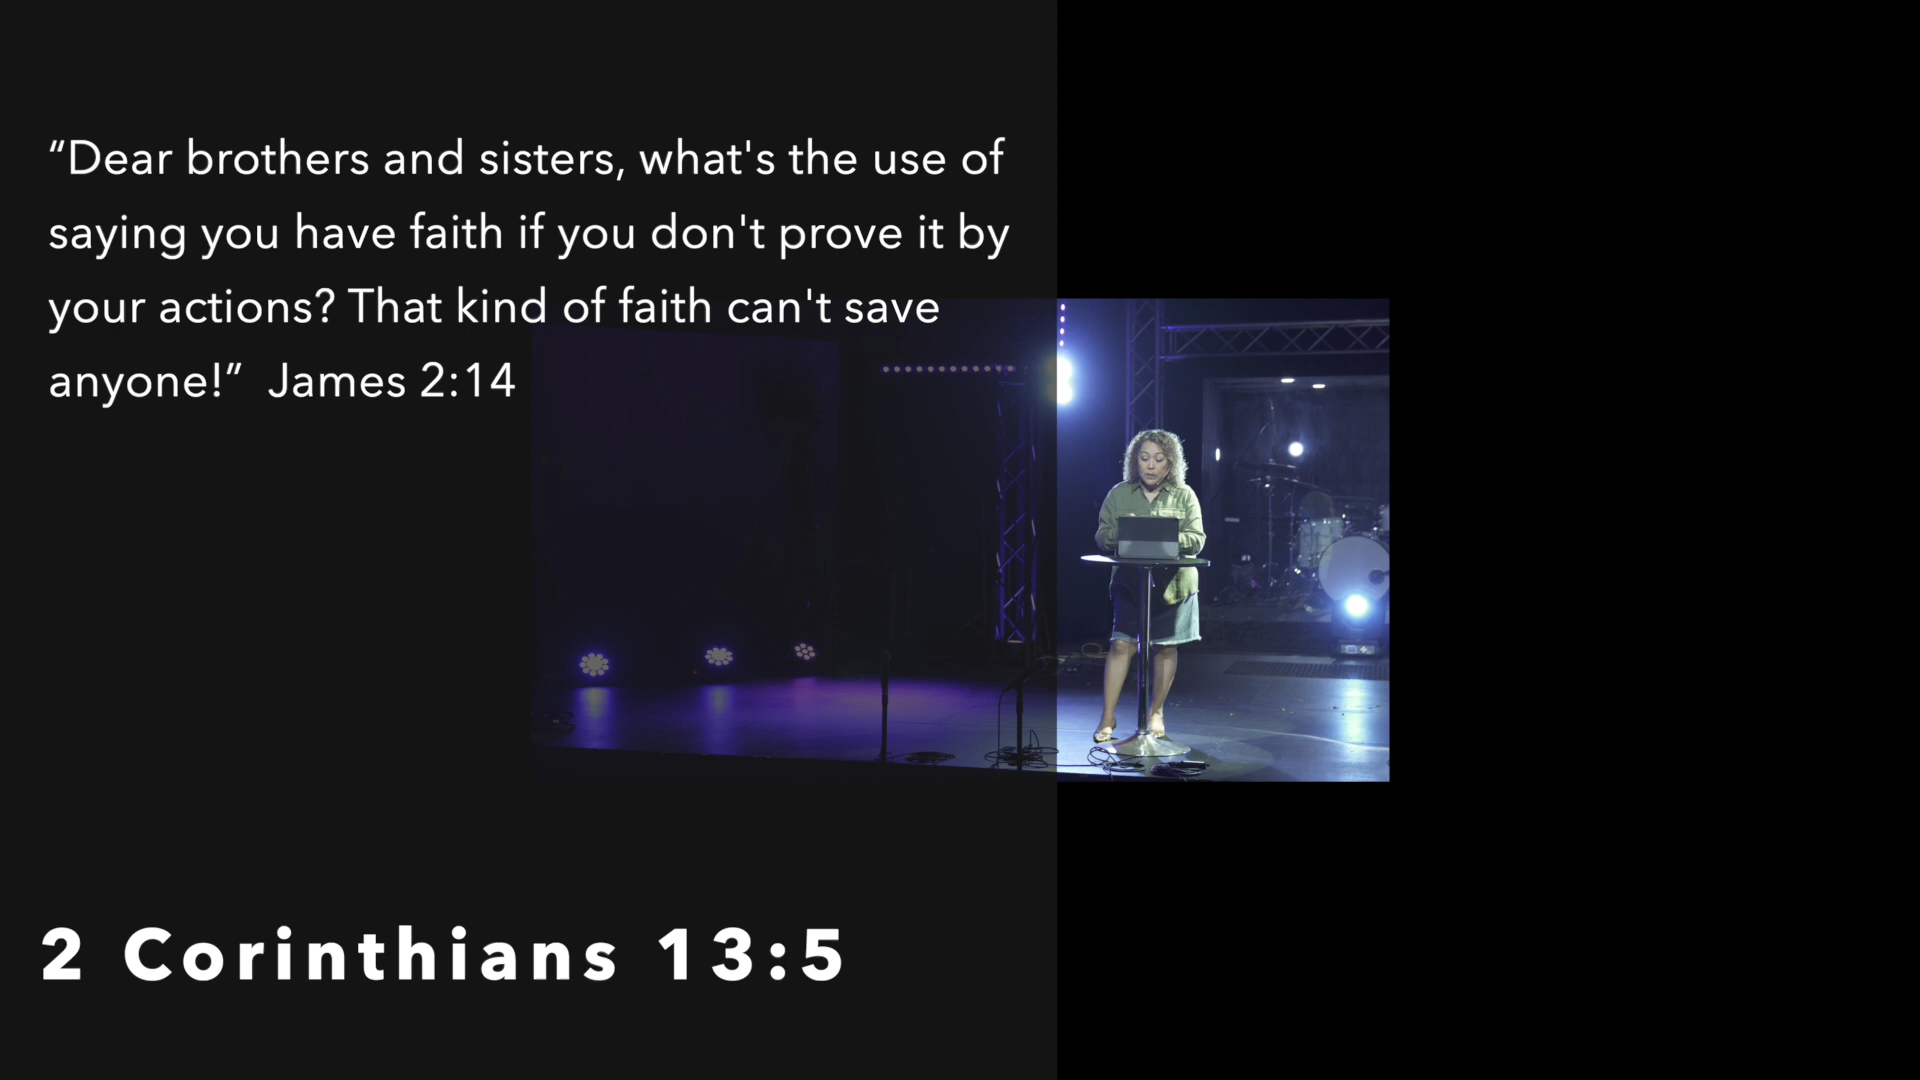 “Dear brothers and sisters, what's the use of
saying you have faith if you don't prove it by
your actions? That kind of faith can't save
anyone!”  James 2:14
2 Corinthians 13:5